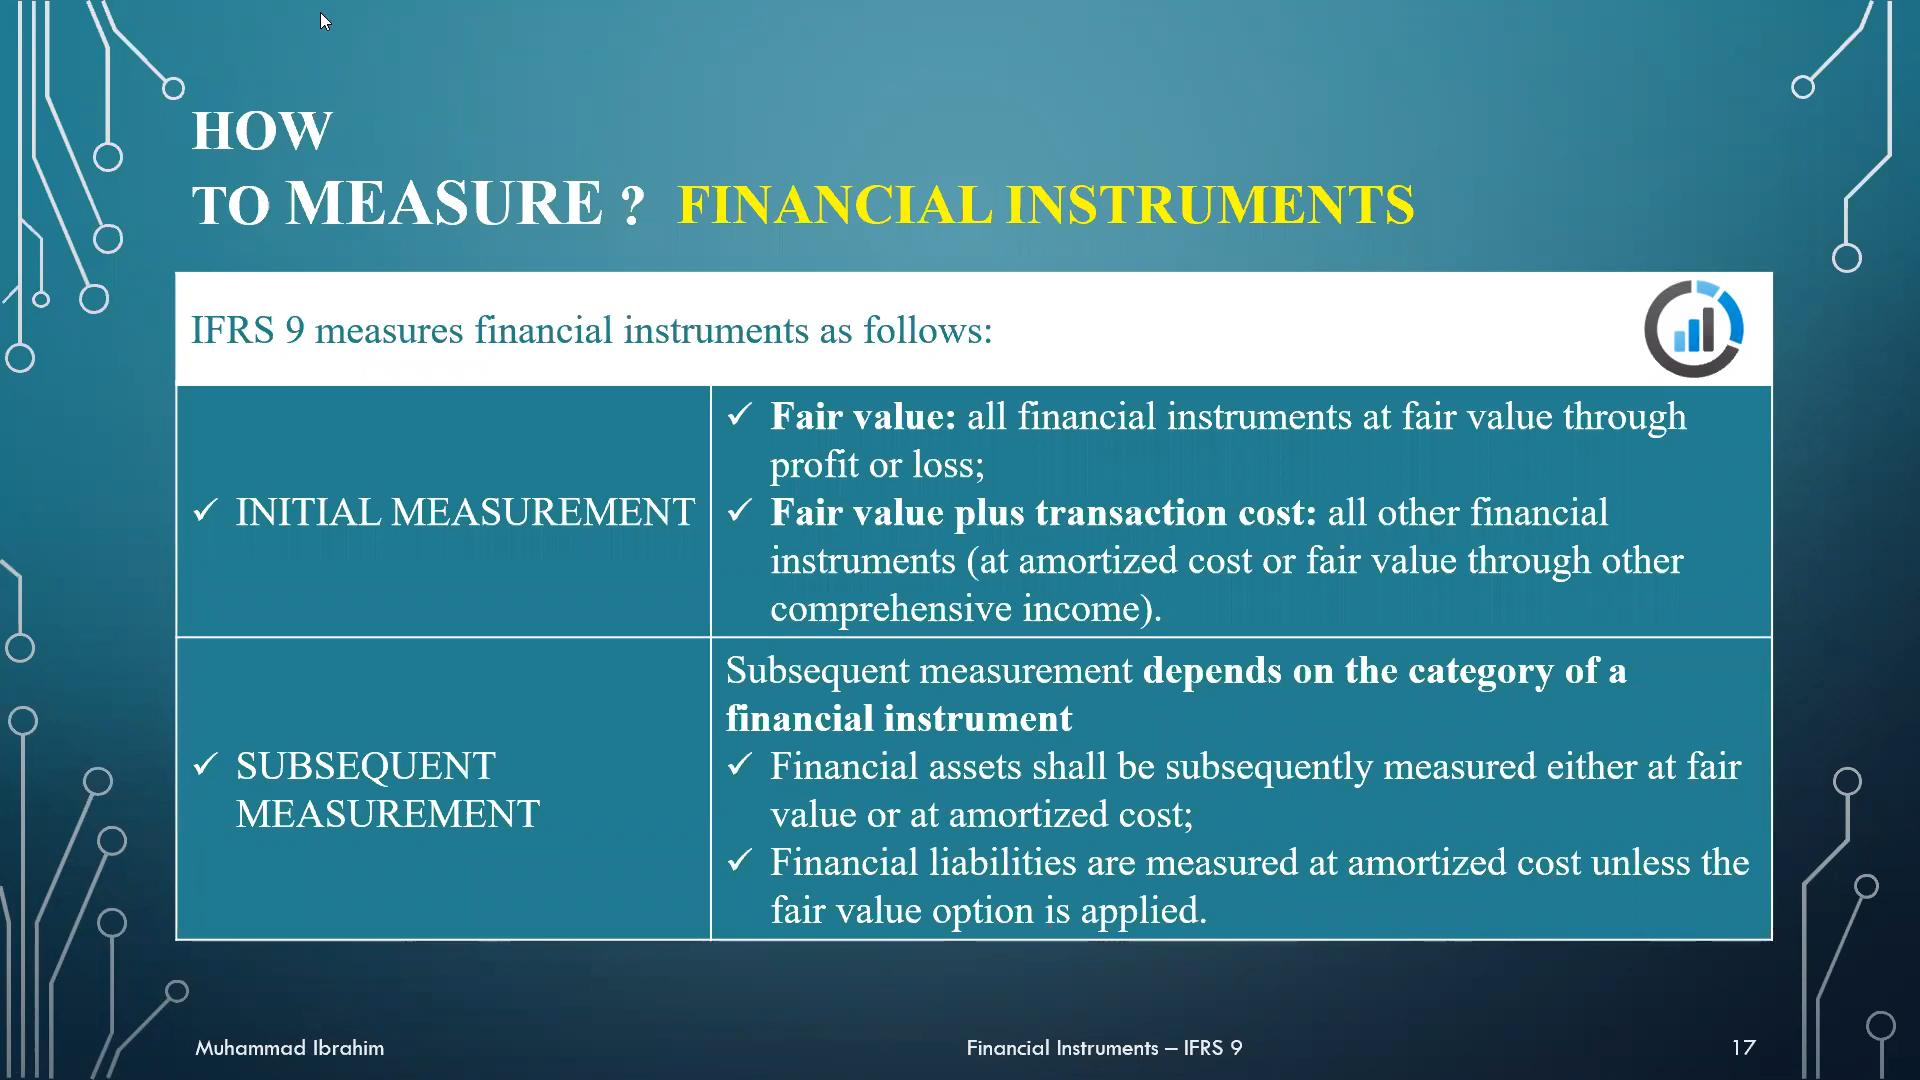 HOW
TO MEASURE ? FINANCIAL INSTRUMENTS
IFRS 9 measures financial instruments as follows:
✓ INITIAL MEASUREMENT
✓ Fair value: all financial instruments at fair value through
profit or loss;
✓ Fair value plus transaction cost: all other financial
instruments (at amortized cost or fair value through other
comprehensive income).
✓ SUBSEQUENT
MEASUREMENT
Subsequent measurement depends on the category of a
financial instrument
✓ Financial assets shall be subsequently measured either at fair
value or at amortized cost;
✓ Financial liabilities are measured at amortized cost unless the
fair value option is applied.
Muhammad Ibrahim
Financial Instruments – IFRS 9
17